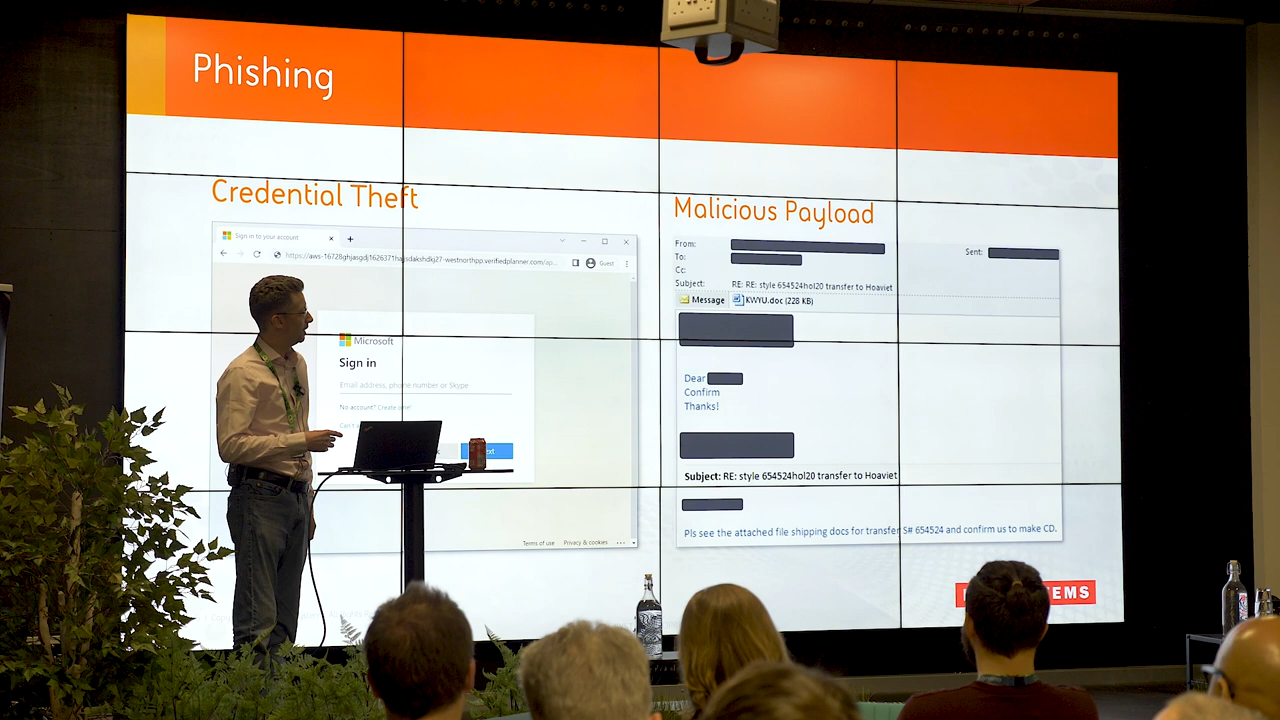 Phishing
Credential Theft
Sign in to your account
Guest
Microsoft
Sign in
Email address, phone number or Skype
No account? Create one!
Terms of use Privacy & cookies
Malicious Payload
From:
Sent:
To:
Cc:
Subject: RE: RE: style 654524hol20 transfer to Hoaviet
Message KWYU.doc (228 KB)
Dear
Confirm
Thanks!
Subject: RE: style 654524hol20 transfer to Hoaviet
Pls see the attached file shipping docs for transfer S# 654524 and confirm us to make CD.